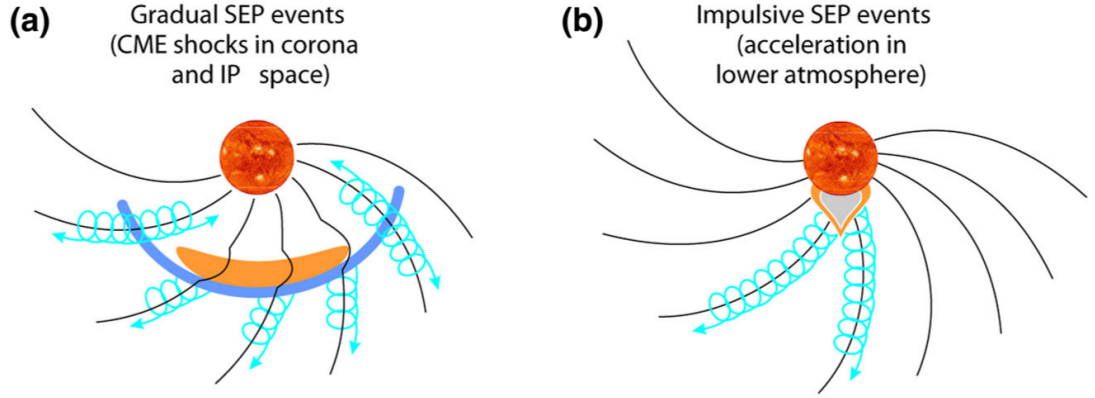 (a)
Gradual SEP events
(CME shocks in corona
and IP space)
(b)
Impulsive SEP events
(acceleration in
lower atmosphere)